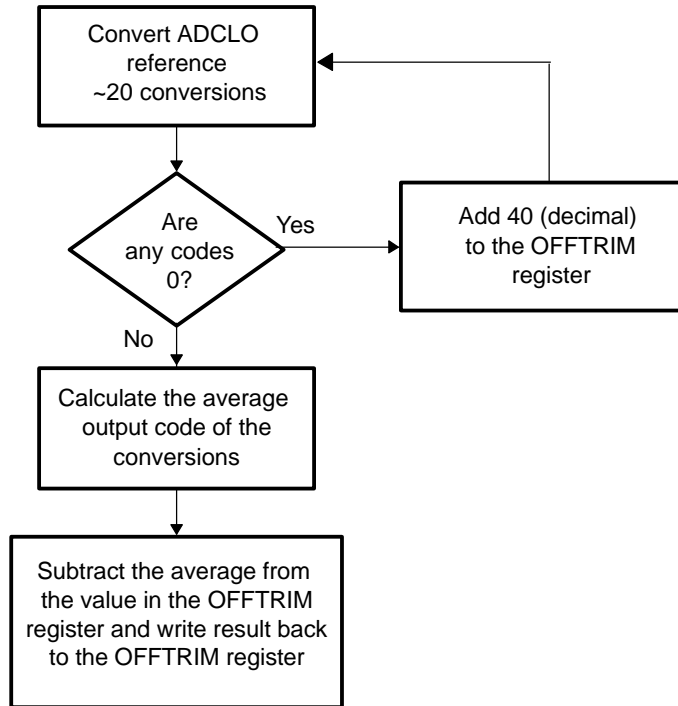 Convert ADCLO
reference
~20 conversions
Are
any codes
0?
Yes
Add 40 (decimal)
to the OFFTRIM
register
No
Calculate the average
output code of the
conversions
Subtract the average from
the value in the OFFTRIM
register and write result back
to the OFFTRIM register